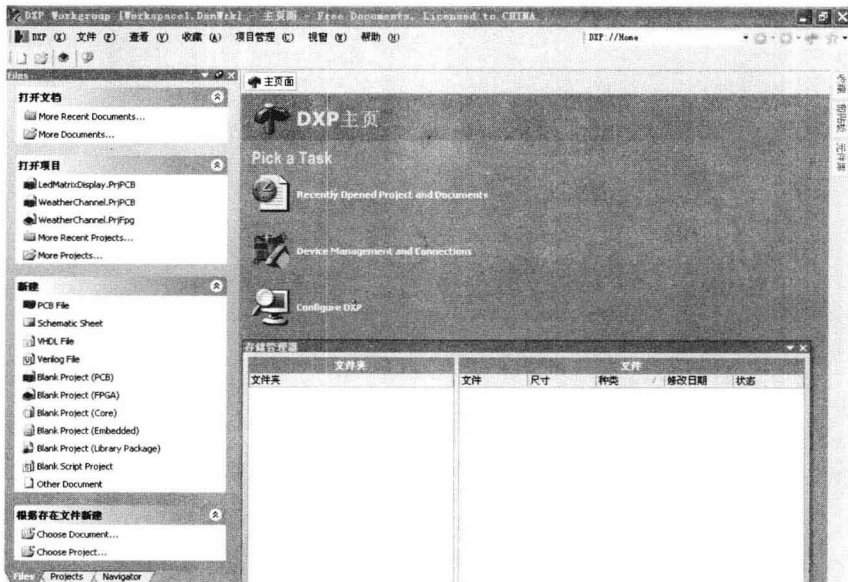 DXP Workgroup [Workspace1.DsnWrk] - 主页面 - Free Documents. Licensed to CHINA
DXP (X) 文件 (F) 查看 (V) 收藏 (A) 项目管理 (C) 视窗 (W) 帮助 (H) DXP://Home
Files
主页面
打开文档
More Recent Documents...
More Documents...
打开项目
LedMatrixDisplay.PrjPCB
WeatherChannel.PrjPCB
WeatherChannel.PrjFpg
More Recent Projects...
More Projects...
新建
PCB File
Schematic Sheet
VHDL File
Verilog File
Blank Project (PCB)
Blank Project (FPGA)
Blank Project (Core)
Blank Project (Embedded)
Blank Project (Library Package)
Blank Script Project
Other Document
根据存在文件新建
Choose Document...
Choose Project...
Files Projects Navigator
DXP主页
Pick a Task
Recently Opened Project and Documents
Device Management and Connections
Configure DXP
存储管理器
文件夹 文件
文件夹 文件 尺寸 种类 修改日期 状态
收藏 剪贴板 元件库